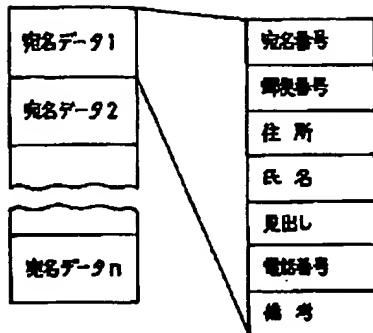 宛名データ1
宛名データ2
宛名データn
宛名番号
郵便番号
住所
氏名
見出し
電話番号
備考